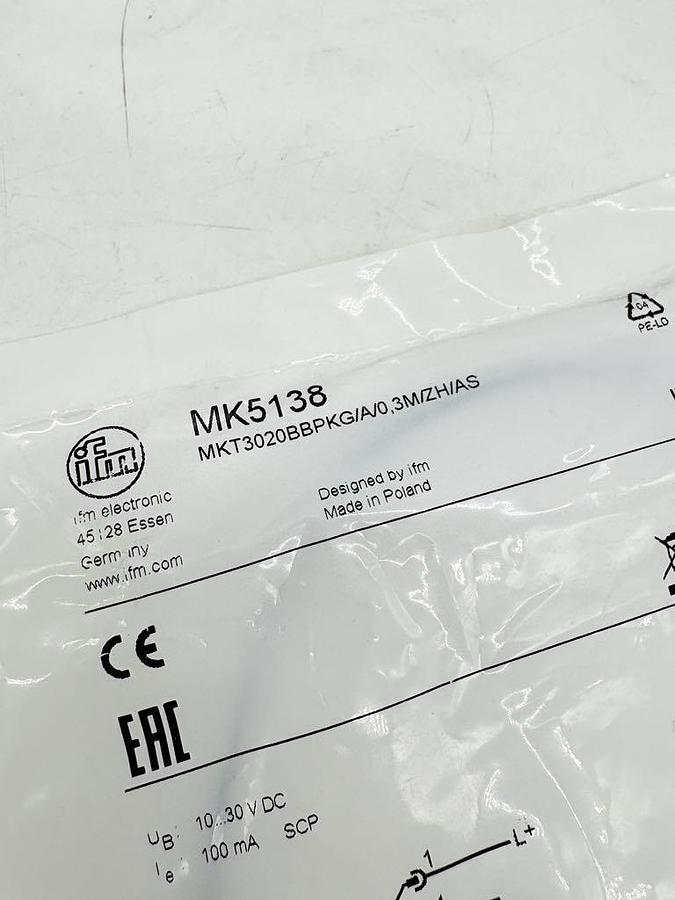 04
PE-LD
MK5138
MKT3020BBPKG/A/0,3M/ZH/AS
ifm
ifm electronic
45128 Essen
Germany
www.ifm.com
Designed by ifm
Made in Poland
CE
EAC
UB: 10...30 V DC
Ie: 100 mA SCP
1
L+